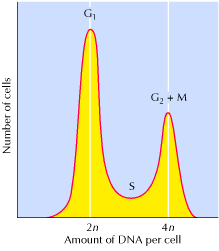 G₁
G₂ + M
S
Number of cells
2n
4n
Amount of DNA per cell